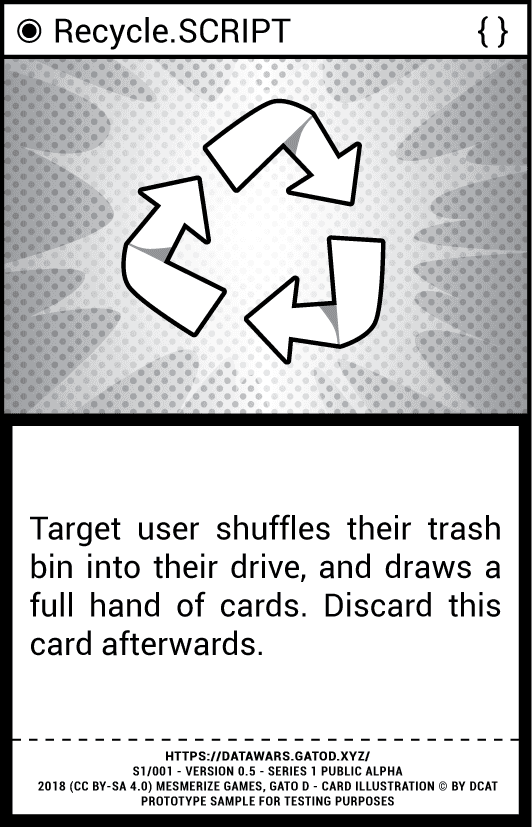 Recycle.SCRIPT { }
Target user shuffles their trash
bin into their drive, and draws a
full hand of cards. Discard this
card afterwards.
HTTPS://DATAWARS.GATOD.XYZ/
S1/001 - VERSION 0.5 - SERIES 1 PUBLIC ALPHA
2018 (CC BY-SA 4.0) MESMERIZE GAMES, GATO D - CARD ILLUSTRATION © BY DCAT
PROTOTYPE SAMPLE FOR TESTING PURPOSES